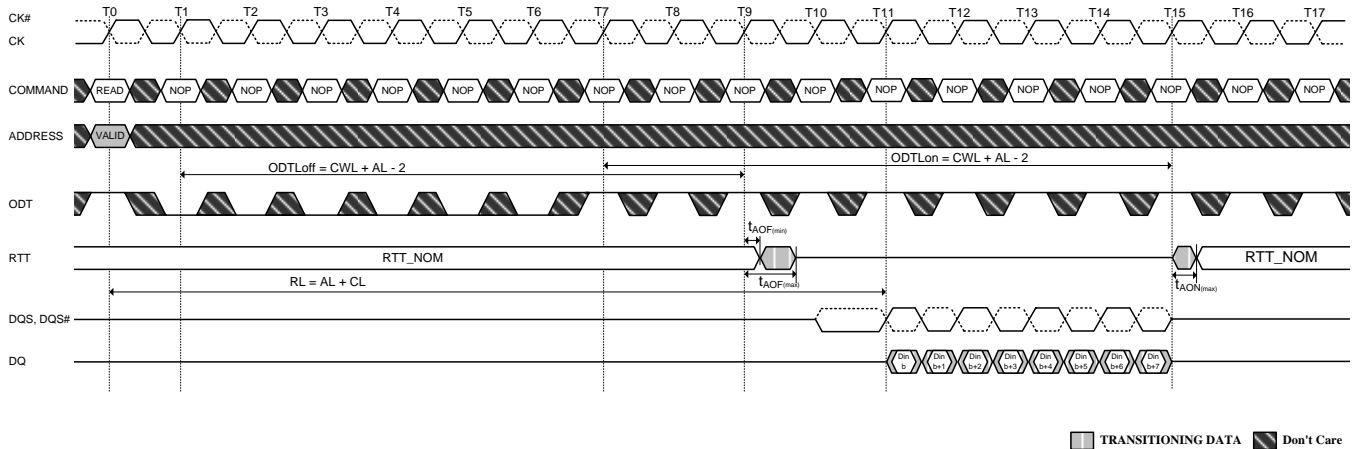 CK#
CK
T0 T1 T2 T3 T4 T5 T6 T7 T8 T9 T10 T11 T12 T13 T14 T15 T16 T17
COMMAND READ NOP NOP NOP NOP NOP NOP NOP NOP NOP NOP NOP NOP NOP NOP NOP NOP NOP
ADDRESS VALID
ODTLoff = CWL + AL - 2
ODTLon = CWL + AL - 2
ODT
tAOF(min)
RTT RTT_NOM RTT_NOM
RL = AL + CL
tAOF(max)
tAON(max)
DQS, DQS#
DQ
Din b Din b+1 Din b+2 Din b+3 Din b+4 Din b+5 Din b+6 Din b+7
TRANSITIONING DATA Don't Care